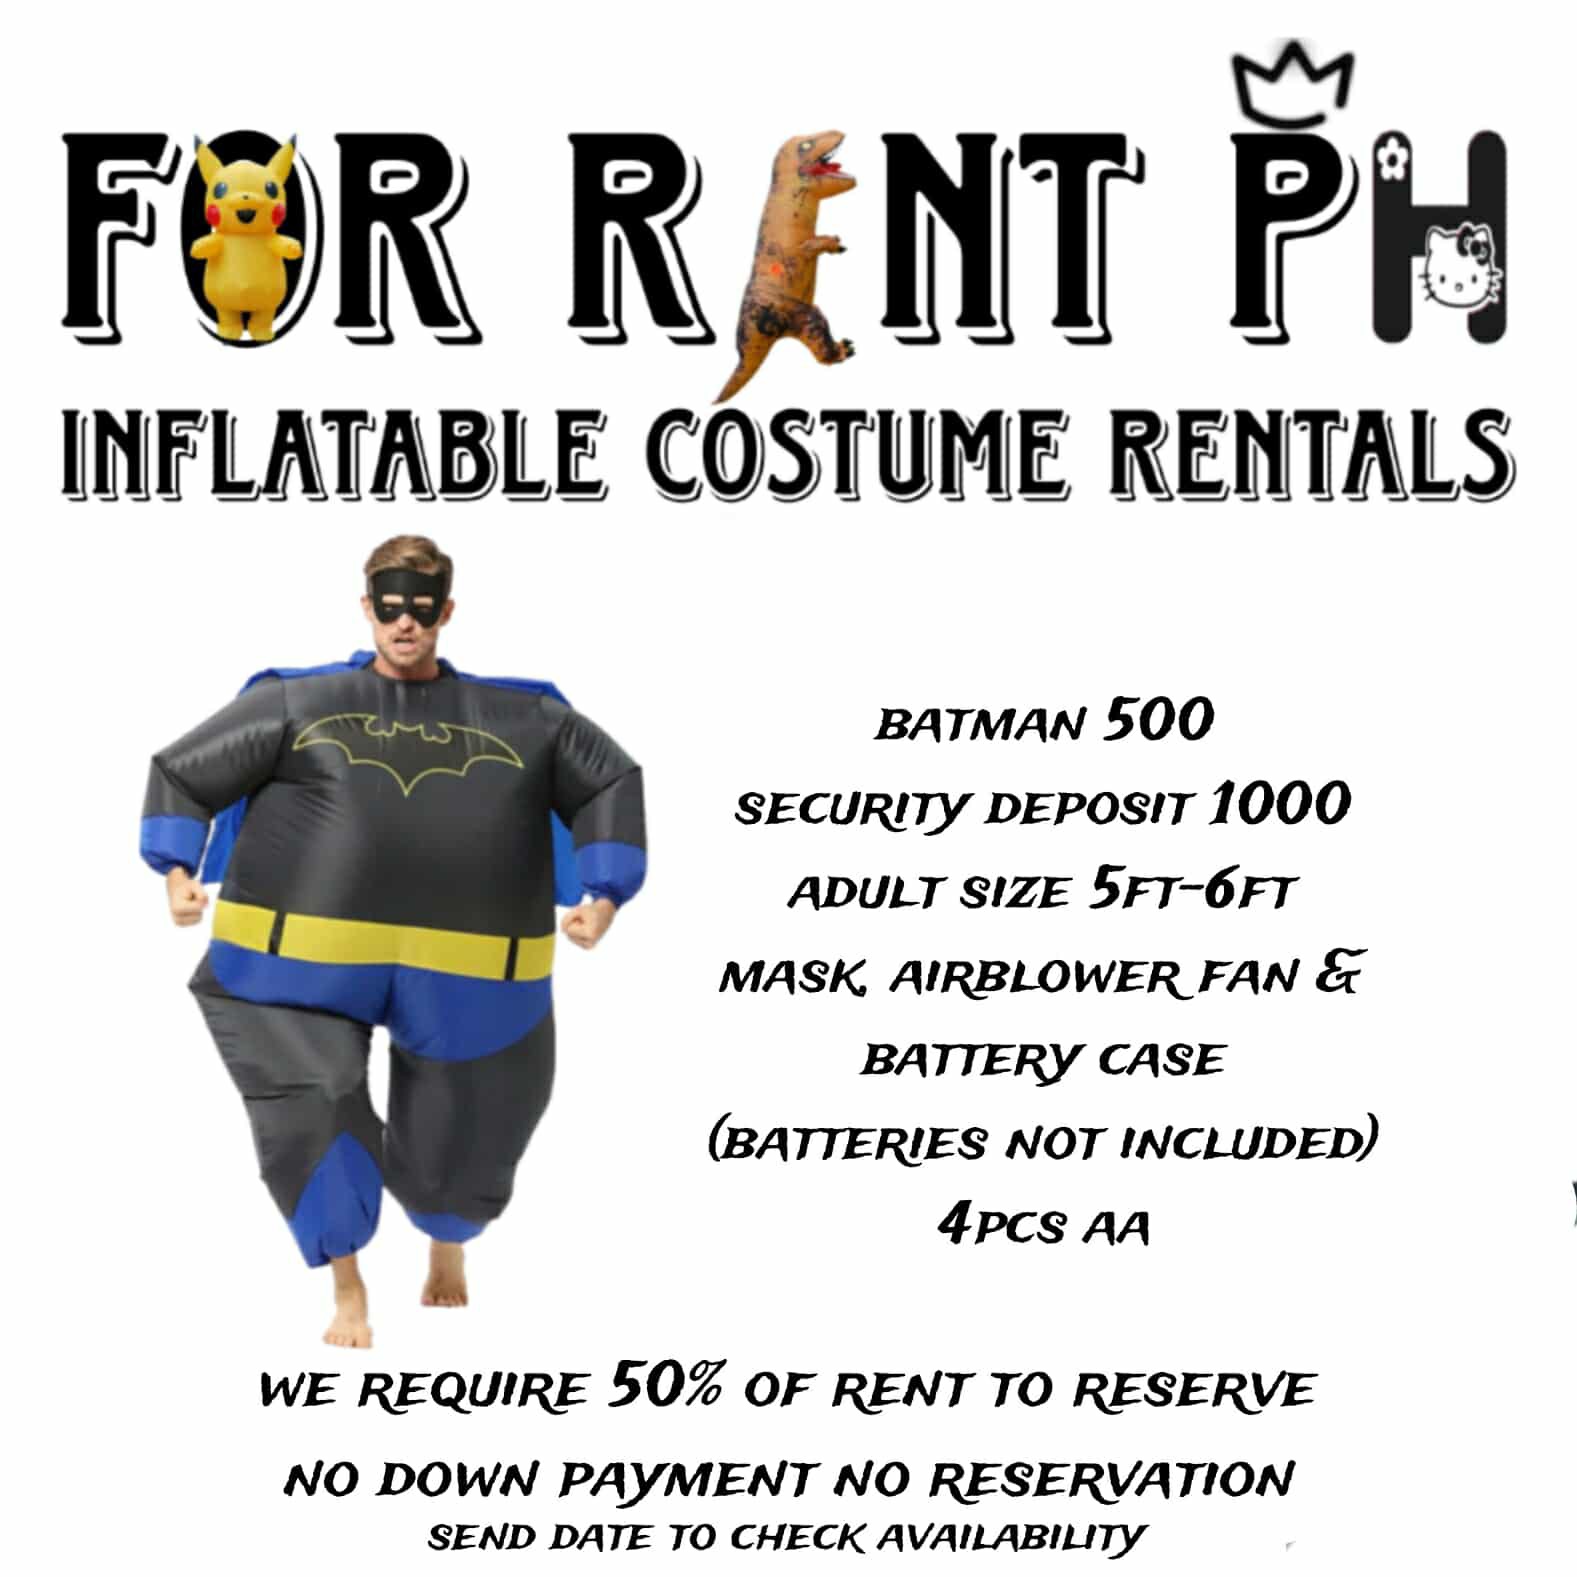 FOR RENT PH
INFLATABLE COSTUME RENTALS
BATMAN 500
SECURITY DEPOSIT 1000
ADULT SIZE 5FT-6FT
MASK, AIRBLOWER FAN &
BATTERY CASE
(BATTERIES NOT INCLUDED)
4PCS AA
WE REQUIRE 50% OF RENT TO RESERVE
NO DOWN PAYMENT NO RESERVATION
SEND DATE TO CHECK AVAILABILITY